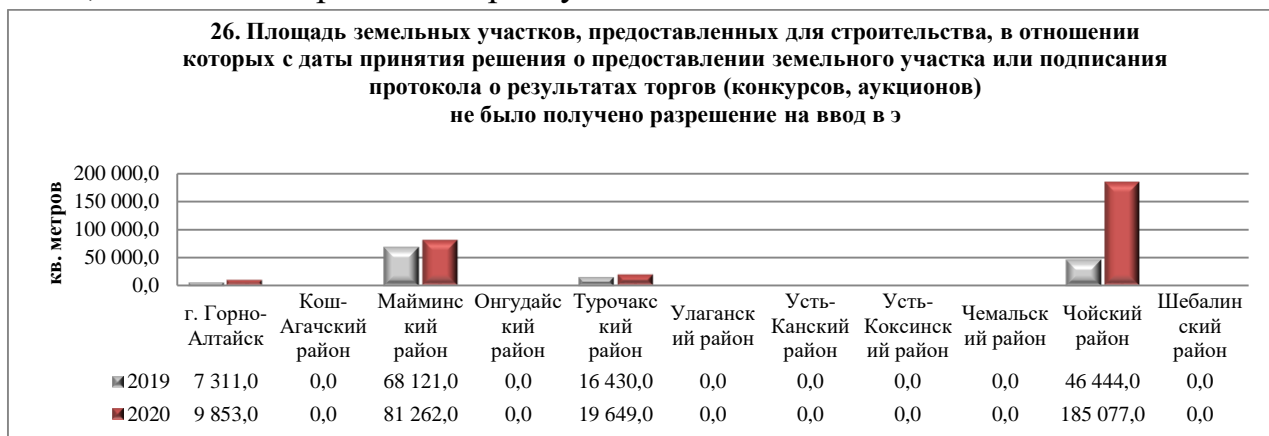 26. Площадь земельных участков, предоставленных для строительства, в отношении
которых с даты принятия решения о предоставлении земельного участка или подписания
протокола о результатах торгов (конкурсов, аукционов)
не было получено разрешение на ввод в э
кв. метров
200 000,0
150 000,0
100 000,0
50 000,0
0,0
г. Горно-
Алтайск
Кош-
Агачский
район
Майминс
кий
район
Онгудайс
кий
район
Турочакс
кий
район
Улаганск
ий район
Усть-
Канский
район
Усть-
Коксинск
ий район
Чемальск
ий район
Чойский
район
Шебалин
ский
район
2019 7 311,0 0,0 68 121,0 0,0 16 430,0 0,0 0,0 0,0 0,0 46 444,0 0,0
2020 9 853,0 0,0 81 262,0 0,0 19 649,0 0,0 0,0 0,0 0,0 185 077,0 0,0